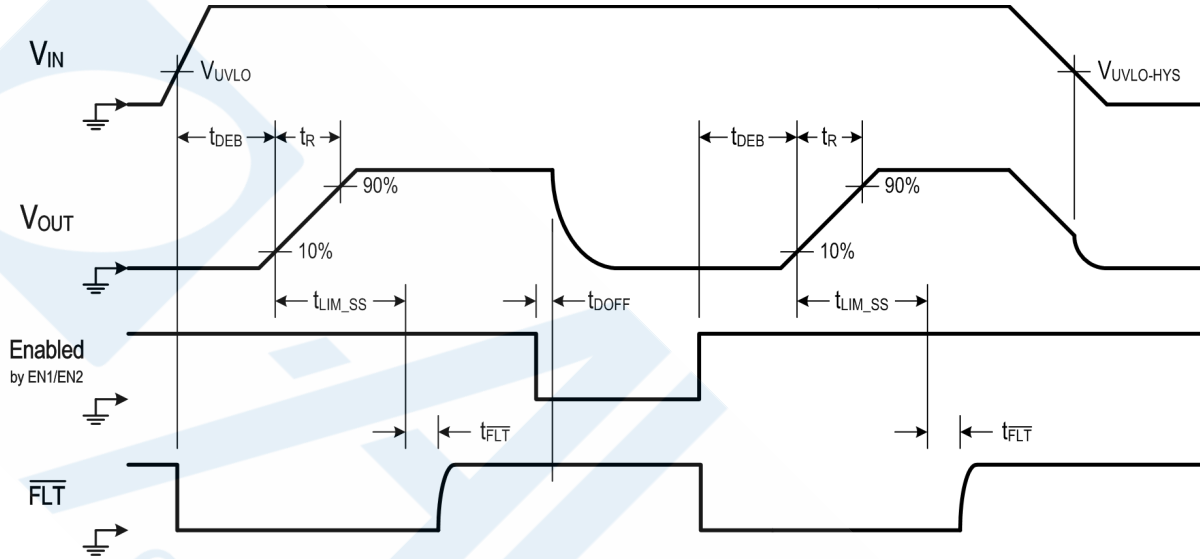 VIN
VUVLO
VUVLO-HYS
tDEB
tR
tDEB
tR
VOUT
90%
10%
90%
10%
tLIM_SS
tDOFF
tLIM_SS
Enabled
by EN1/EN2
tFLT
tFLT
FLT